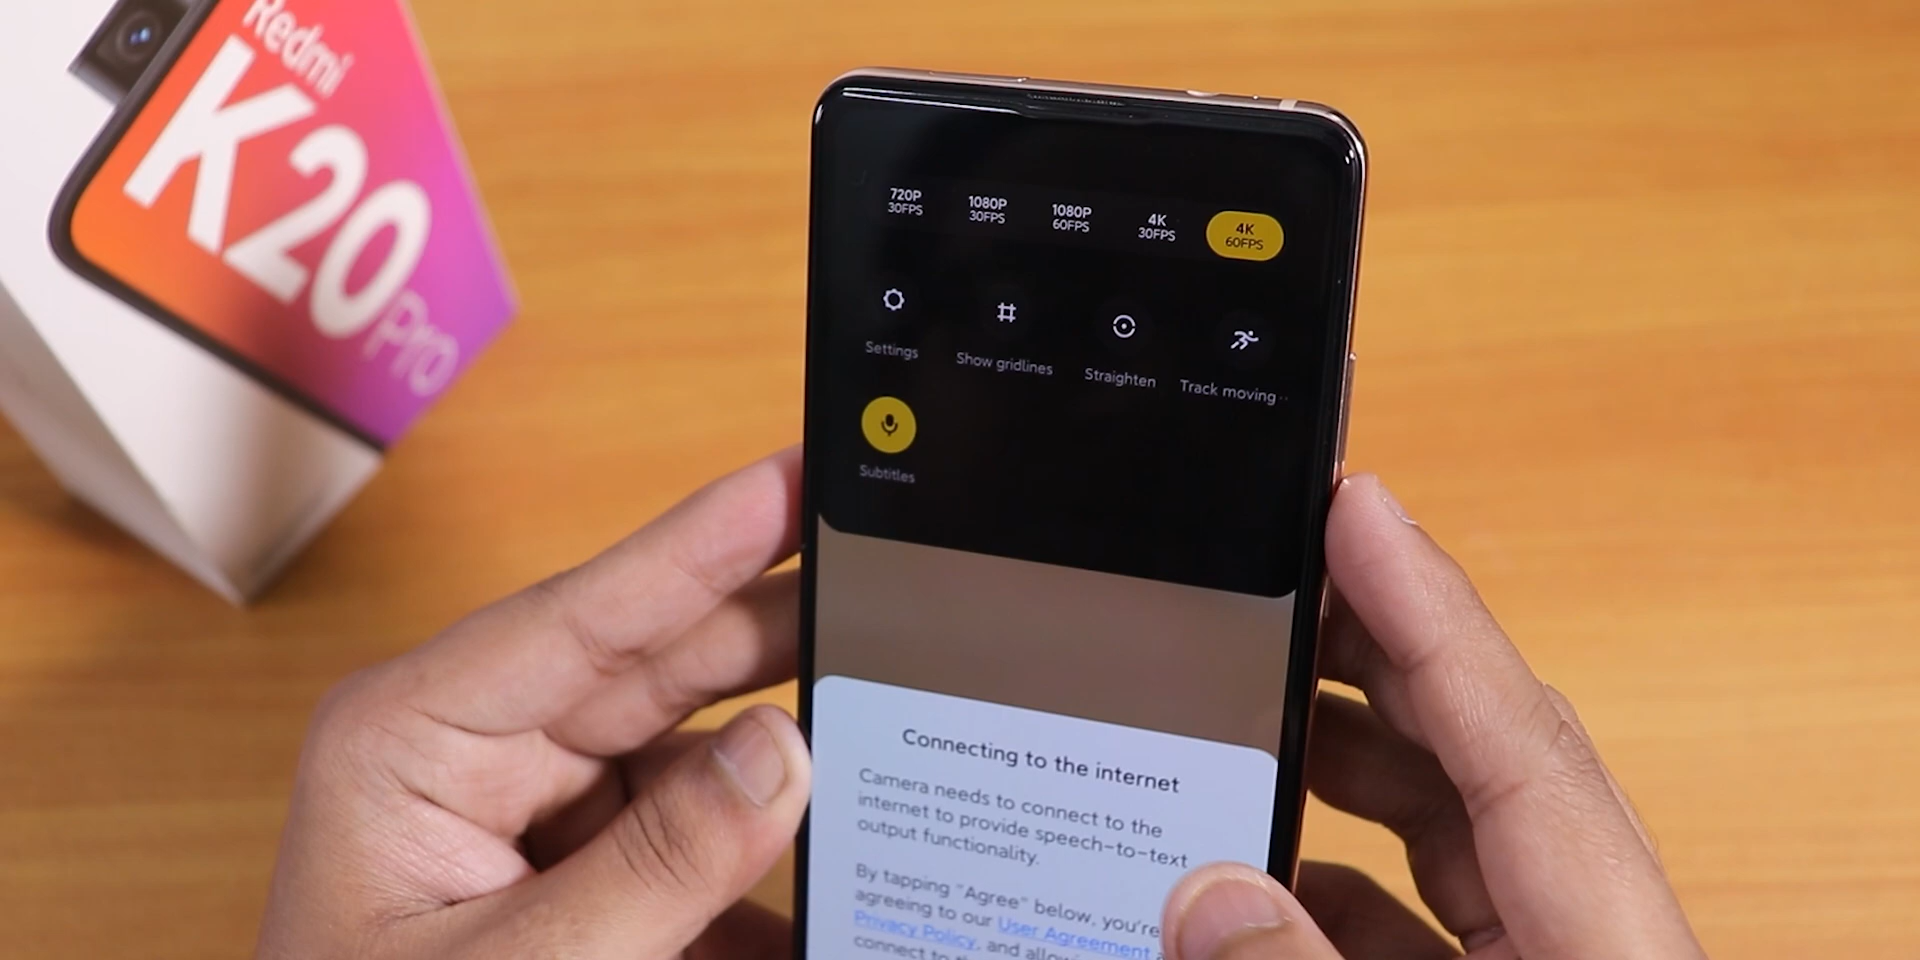 Redmi
K20 Pro
720P
30FPS
1080P
30FPS
1080P
60FPS
4K
30FPS
4K
60FPS
Settings
Show gridlines
Straighten
Track moving··
Subtitles
Connecting to the internet
Camera needs to connect to the
internet to provide speech-to-text
output functionality.
By tapping "Agree" below, you're
agreeing to our User Agreement
Privacy Policy, and
connect to